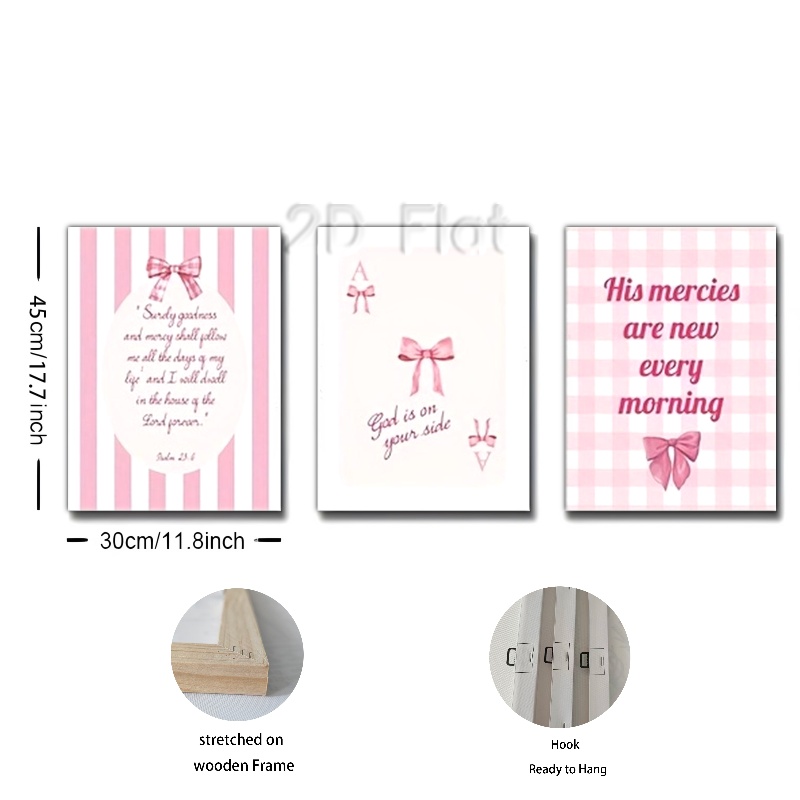 2D Flat
" Surely goodness
and mercy shall follow
me all the days of my
life' and I will dwell
in the house of the
Lord forever."
Psalm 23:6
A
God is on
your side
A
His mercies
are new
every
morning
45cm/17.7inch
30cm/11.8inch
stretched on
wooden Frame
Hook
Ready to Hang